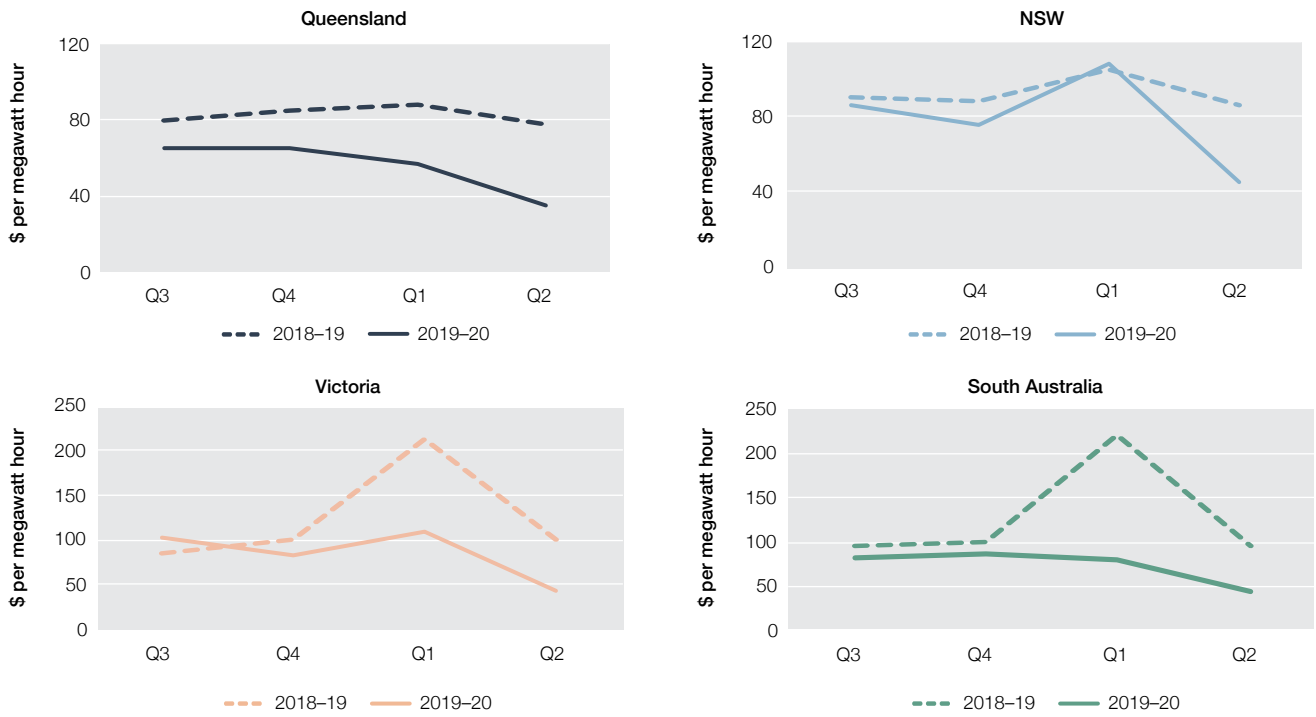 Queensland
$ per megawatt hour
120
80
40
0
Q3 Q4 Q1 Q2
2018–19 2019–20
NSW
$ per megawatt hour
120
80
40
0
Q3 Q4 Q1 Q2
2018–19 2019–20
Victoria
$ per megawatt hour
250
200
150
100
50
0
Q3 Q4 Q1 Q2
2018–19 2019–20
South Australia
$ per megawatt hour
250
200
150
100
50
0
Q3 Q4 Q1 Q2
2018–19 2019–20